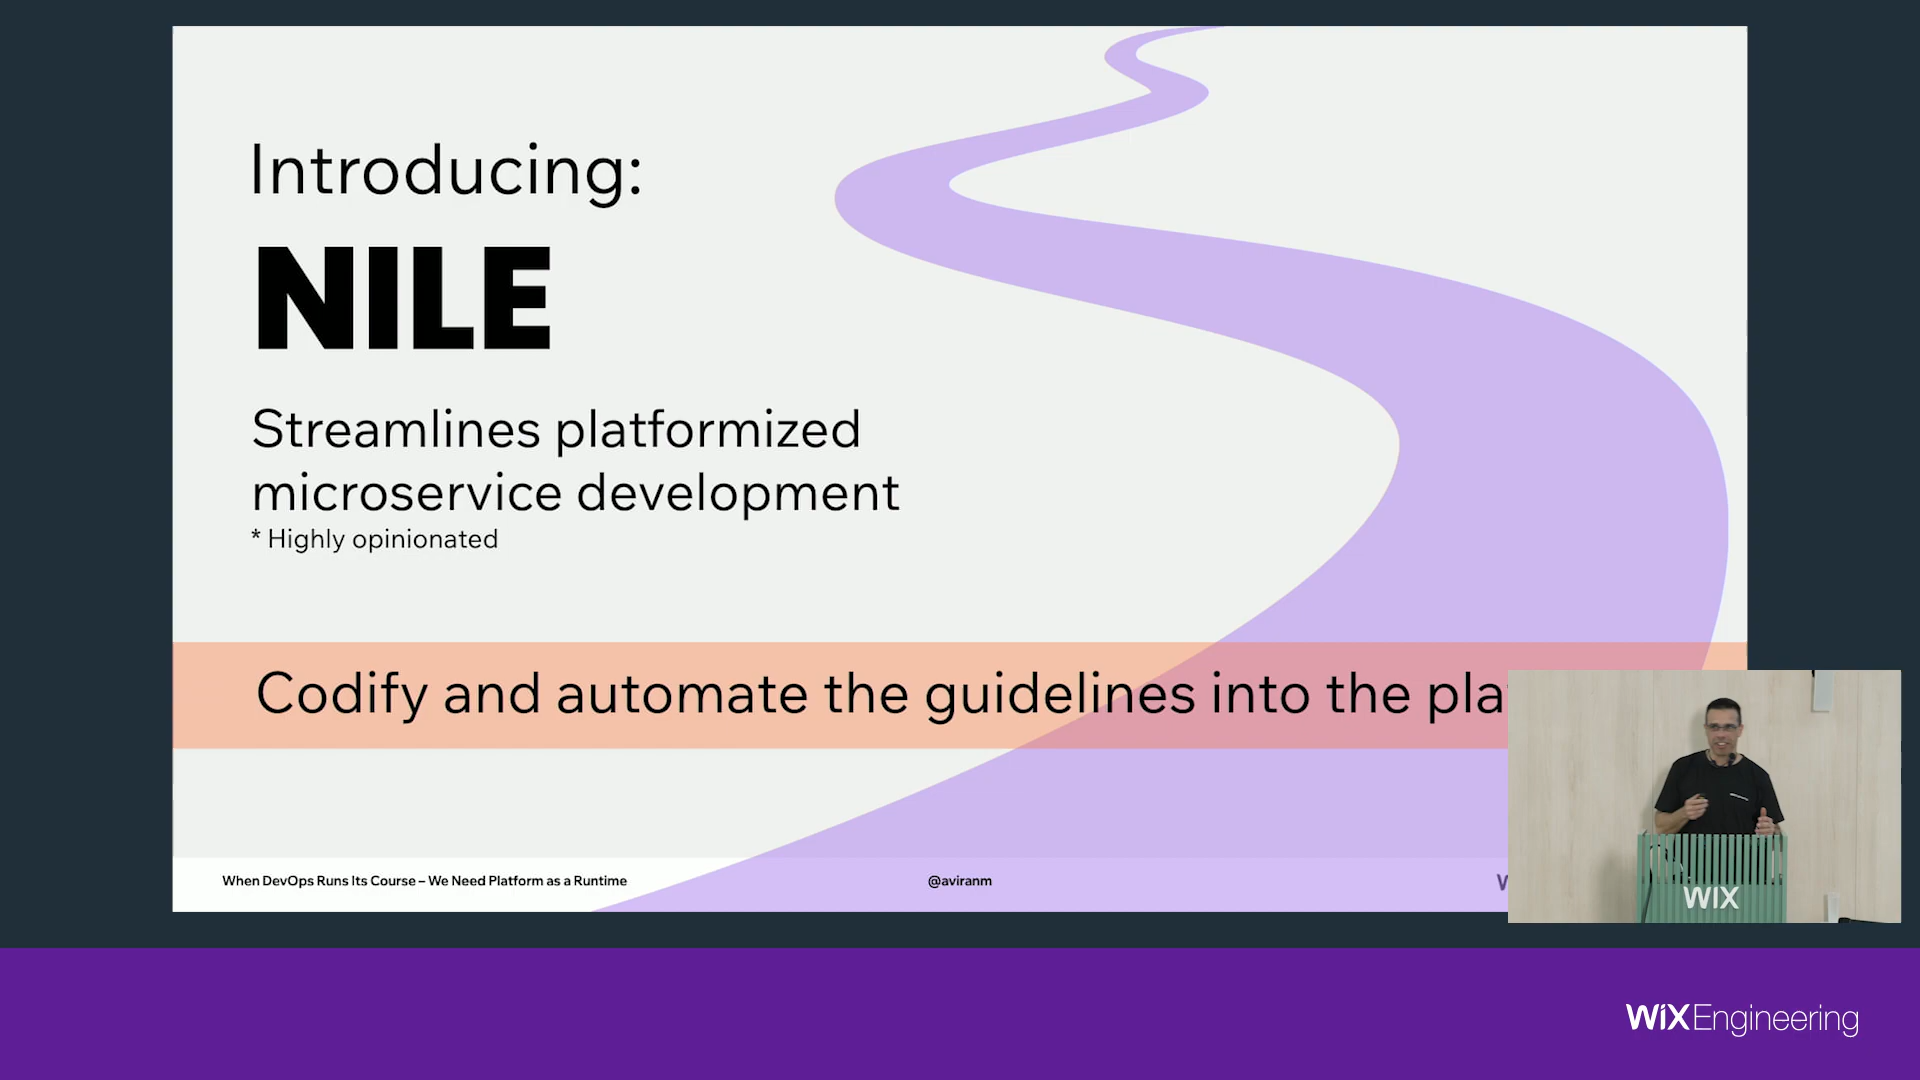 Introducing:
NILE
Streamlines platformized
microservice development
* Highly opinionated
Codify and automate the guidelines into the
When DevOps Runs Its Course – We Need Platform as a Runtime
@aviranm
WIX
WIX Engineering